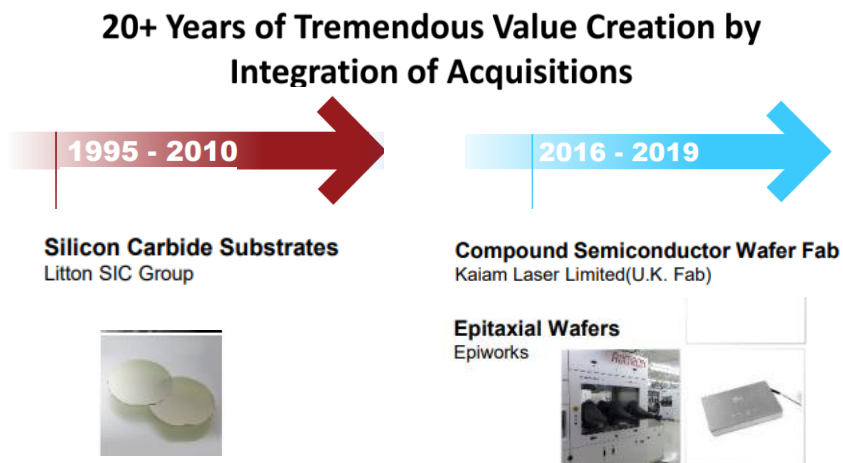 20+ Years of Tremendous Value Creation by
Integration of Acquisitions
1995 - 2010
2016 - 2019
Silicon Carbide Substrates
Litton SIC Group
Compound Semiconductor Wafer Fab
Kaiam Laser Limited(U.K. Fab)
Epitaxial Wafers
Epiworks